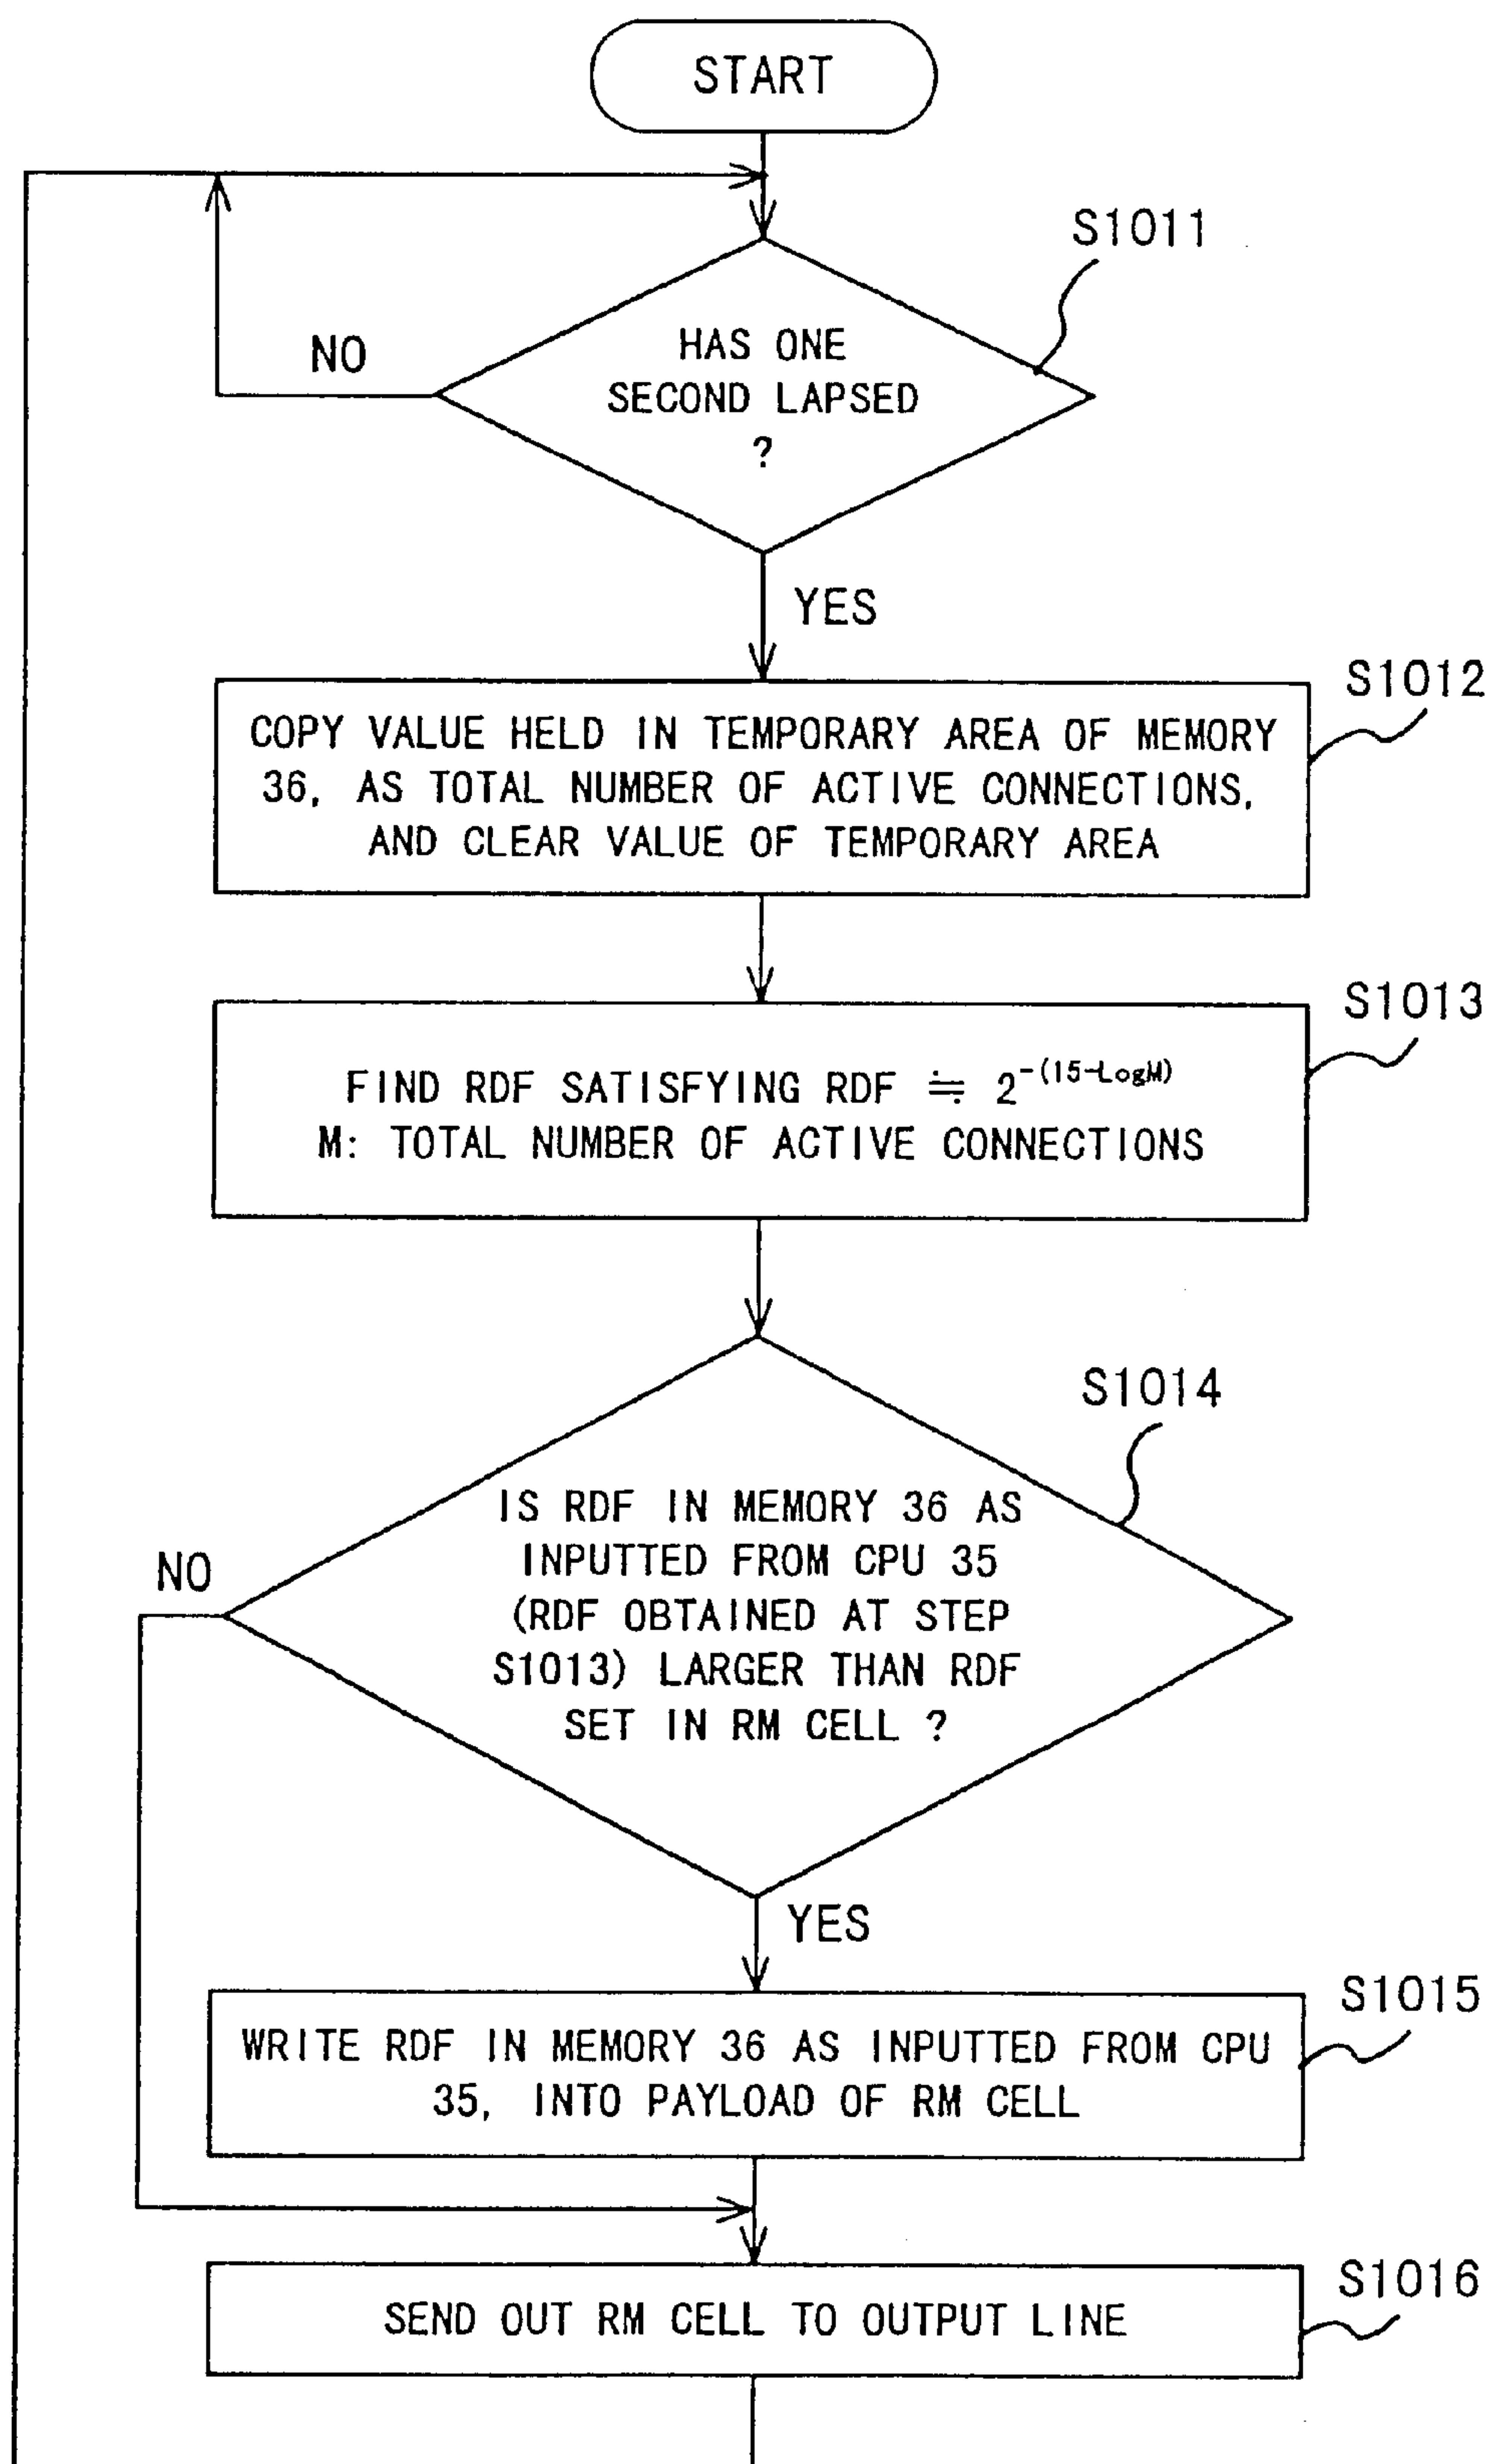 START
S1011
HAS ONE
SECOND LAPSED
?
NO
YES
S1012
COPY VALUE HELD IN TEMPORARY AREA OF MEMORY
36, AS TOTAL NUMBER OF ACTIVE CONNECTIONS,
AND CLEAR VALUE OF TEMPORARY AREA
S1013
FIND RDF SATISFYING RDF ≒ 2^-(15-LogM)
M: TOTAL NUMBER OF ACTIVE CONNECTIONS
S1014
IS RDF IN MEMORY 36 AS
INPUTTED FROM CPU 35
(RDF OBTAINED AT STEP
S1013) LARGER THAN RDF
SET IN RM CELL ?
NO
YES
S1015
WRITE RDF IN MEMORY 36 AS INPUTTED FROM CPU
35, INTO PAYLOAD OF RM CELL
S1016
SEND OUT RM CELL TO OUTPUT LINE